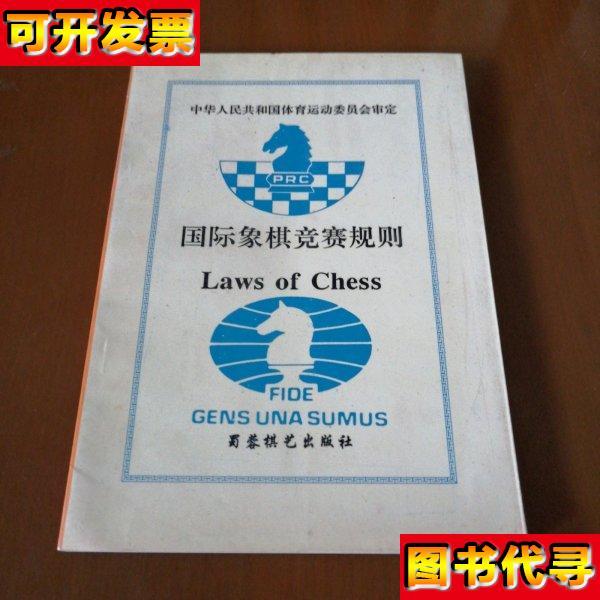 可开发票
中华人民共和国体育运动委员会审定
PRC
国际象棋竞赛规则
Laws of Chess
FIDE
GENS UNA SUMUS
蜀蓉棋艺出版社
图书代寻